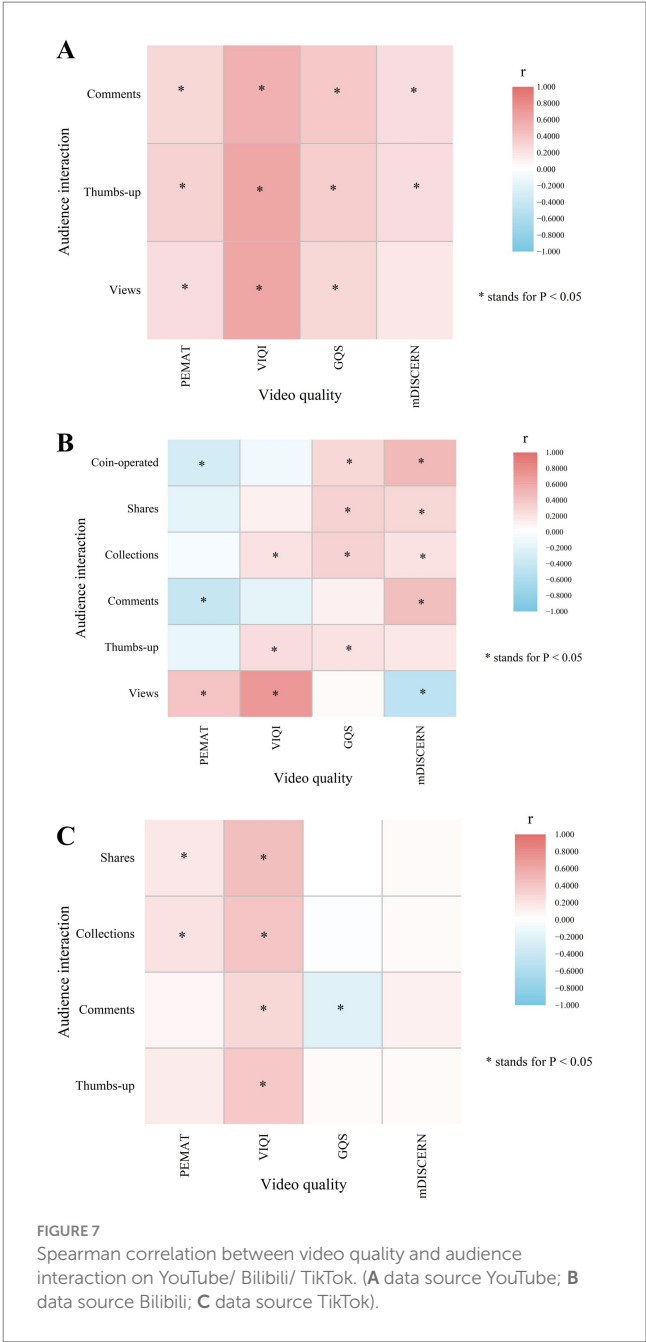 A
Audience interaction
Comments
* * * *
Thumbs-up
* * * *
Views
* * *
PEMAT
VIQI
GQS
mDISCERN
Video quality
r
1.000
0.8000
0.6000
0.4000
0.2000
0.000
−0.2000
−0.4000
−0.6000
−0.8000
−1.000
* stands for P < 0.05
B
Audience interaction
Coin-operated
* * *
Shares
* *
Collections
* * *
Comments
* *
Thumbs-up
* *
Views
* * *
PEMAT
VIQI
GQS
mDISCERN
Video quality
r
1.000
0.8000
0.6000
0.4000
0.2000
0.000
−0.2000
−0.4000
−0.6000
−0.8000
−1.000
* stands for P < 0.05
C
Audience interaction
Shares
* *
Collections
* *
Comments
* *
Thumbs-up
*
PEMAT
VIQI
GQS
mDISCERN
Video quality
r
1.000
0.8000
0.6000
0.4000
0.2000
0.000
−0.2000
−0.4000
−0.6000
−0.8000
−1.000
* stands for P < 0.05
FIGURE 7
Spearman correlation between video quality and audience
interaction on YouTube/ Bilibili/ TikTok. (A data source YouTube; B
data source Bilibili; C data source TikTok).